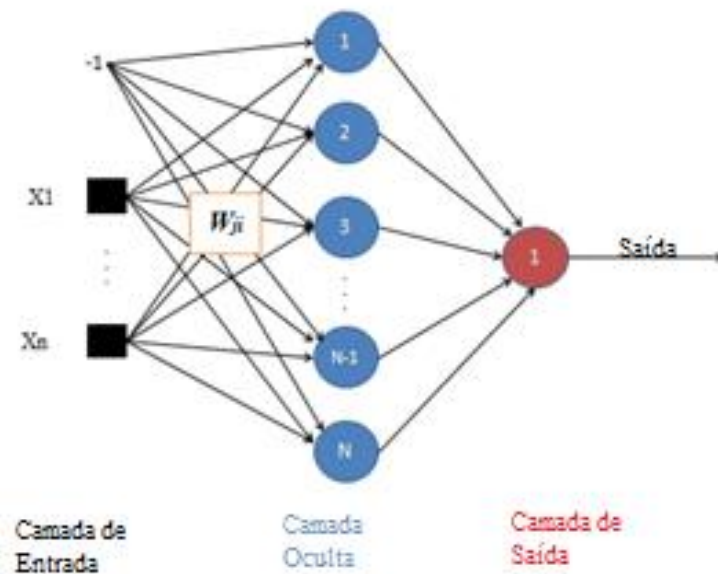 -1
1
2
X1
Wji
3
1
Saída
Xn
N-1
N
Camada de
Entrada
Camada
Oculta
Camada de
Saída